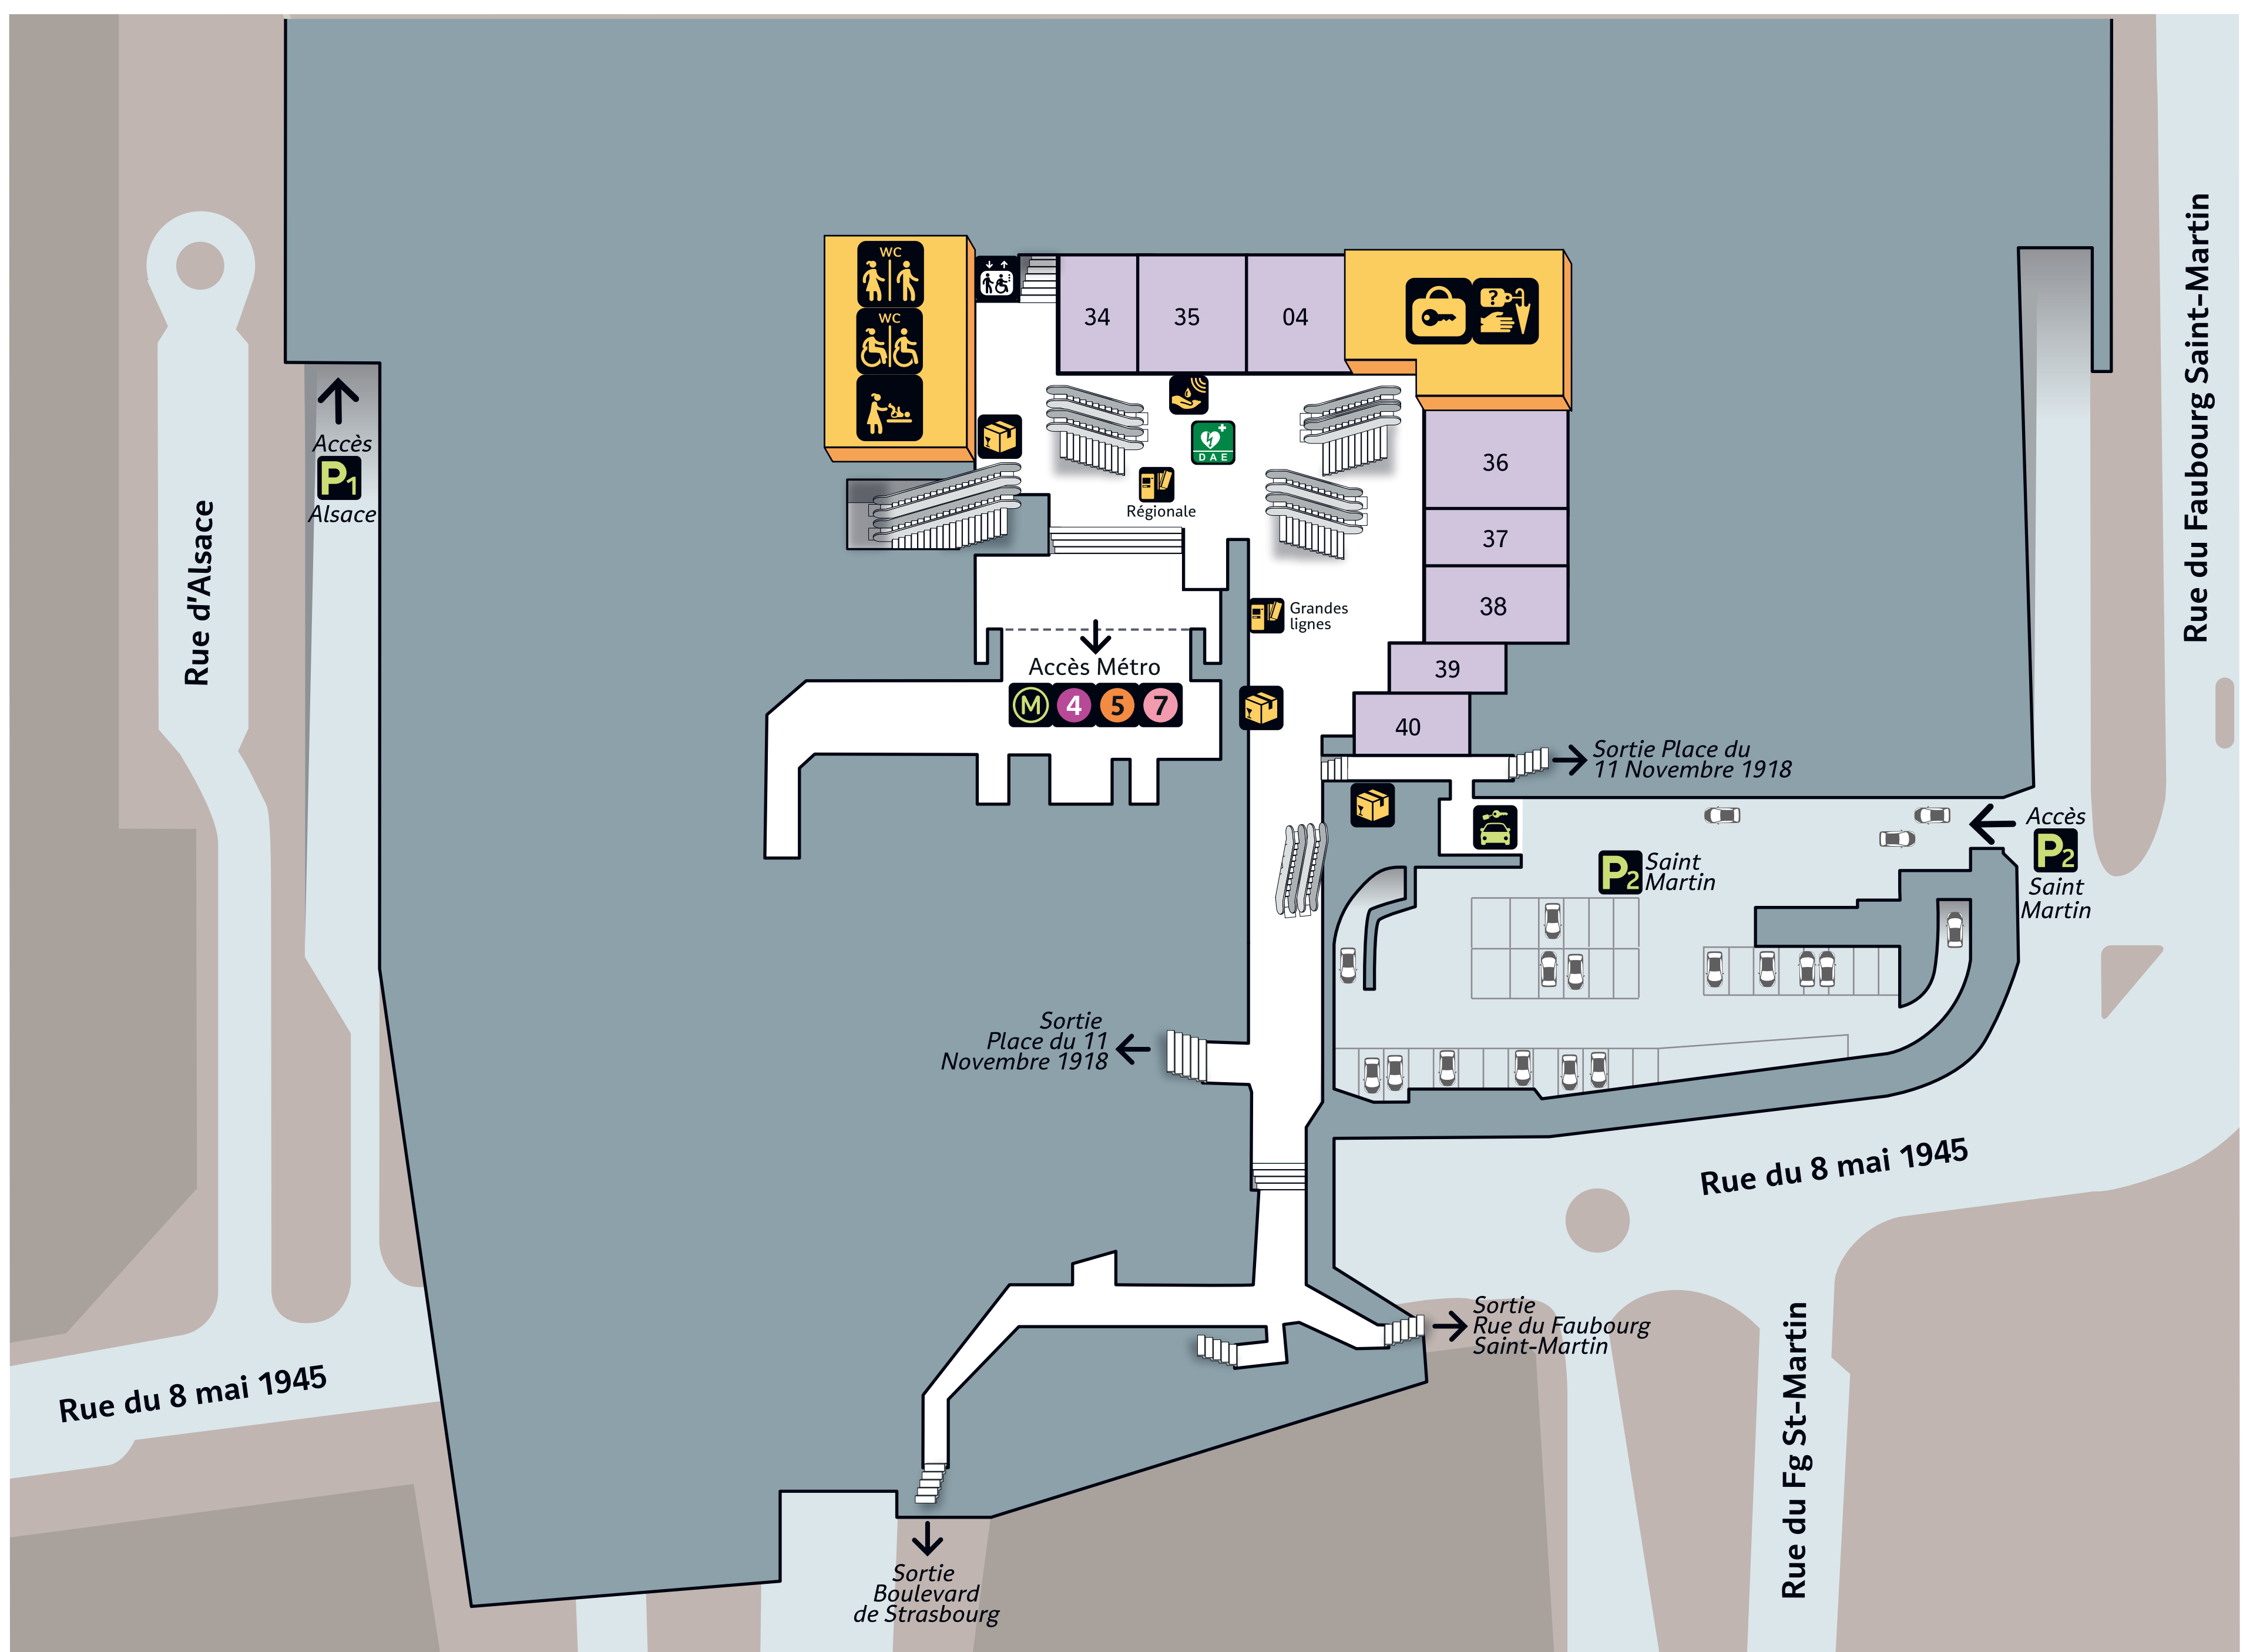 WC
WC
34
35
04
?
DAE
36
37
38
39
40
Régionale
Grandes
lignes
Accès Métro
M 4 5 7
Accès
P1
Alsace
Rue d'Alsace
Rue du Faubourg Saint-Martin
Sortie Place du
11 Novembre 1918
Accès
P2
Saint
Martin
P2 Saint
Martin
Sortie
Place du 11
Novembre 1918
Rue du 8 mai 1945
Sortie
Rue du Faubourg
Saint-Martin
Rue du Fg St-Martin
Rue du 8 mai 1945
Sortie
Boulevard
de Strasbourg